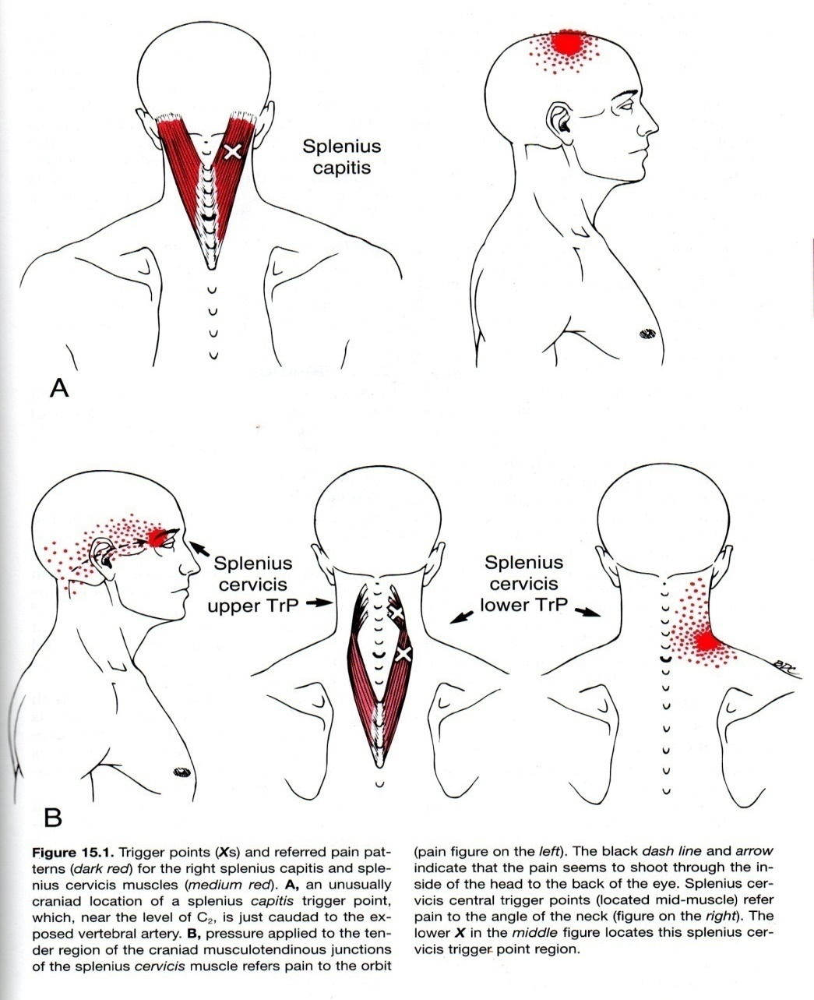 Splenius
capitis
A
Splenius
cervicis
upper TrP
Splenius
cervicis
lower TrP
BDC
B
Figure 15.1. Trigger points (Xs) and referred pain pat-
terns (dark red) for the right splenius capitis and sple-
nius cervicis muscles (medium red). A, an unusually
craniad location of a splenius capitis trigger point,
which, near the level of C₂, is just caudad to the ex-
posed vertebral artery. B, pressure applied to the ten-
der region of the craniad musculotendinous junctions
of the splenius cervicis muscle refers pain to the orbit
(pain figure on the left). The black dash line and arrow
indicate that the pain seems to shoot through the in-
side of the head to the back of the eye. Splenius cer-
vicis central trigger points (located mid-muscle) refer
pain to the angle of the neck (figure on the right). The
lower X in the middle figure locates this splenius cer-
vicis trigger point region.